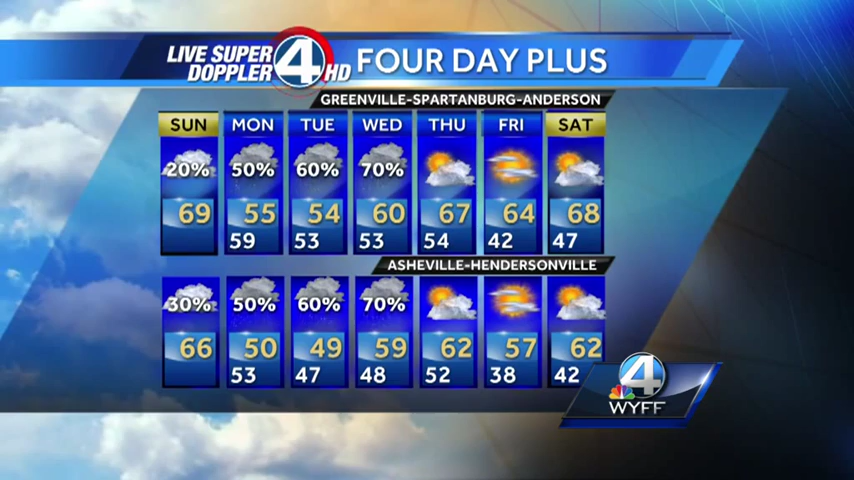 LIVE SUPER
DOPPLER 4 HD FOUR DAY PLUS
GREENVILLE-SPARTANBURG-ANDERSON
SUN MON TUE WED THU FRI SAT
20% 50% 60% 70%
69 55 54 60 67 64 68
59 53 53 54 42 47
ASHEVILLE-HENDERSONVILLE
30% 50% 60% 70%
66 50 49 59 62 57 62
53 47 48 52 38 42
4
WYFF